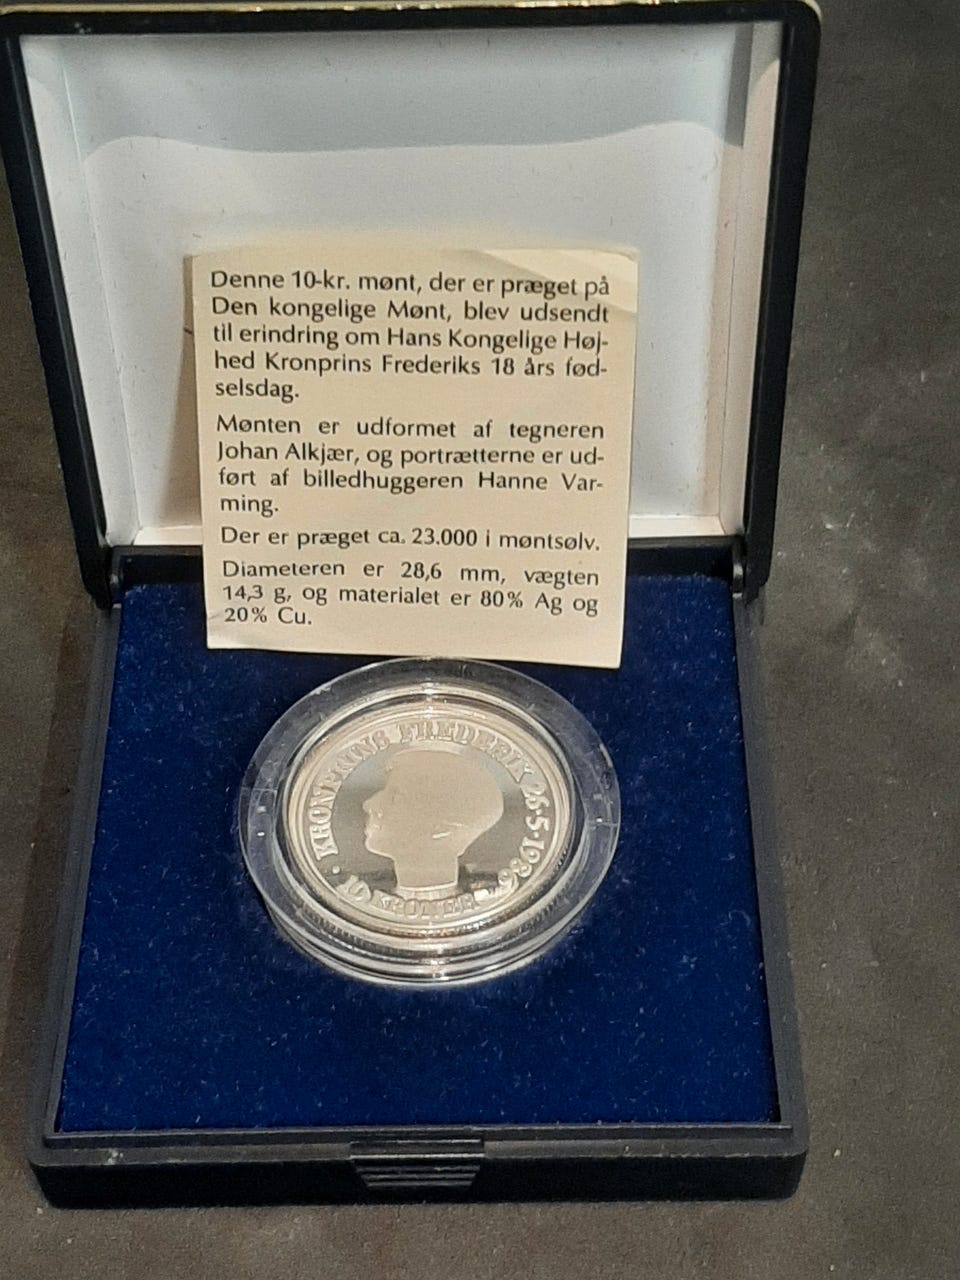 Denne 10-kr. mønt, der er præget på
Den kongelige Mønt, blev udsendt
til erindring om Hans Kongelige Høj-
hed Kronprins Frederiks 18 års fød-
selsdag.
Mønten er udformet af tegneren
Johan Alkjær, og portrætterne er ud-
ført af billedhuggeren Hanne Var-
ming.
Der er præget ca. 23.000 i møntsølv.
Diameteren er 28,6 mm, vægten
14,3 g, og materialet er 80% Ag og
20% Cu.
· KRONPRINS FREDERIK 26·5·1986 ·
10 KRONER